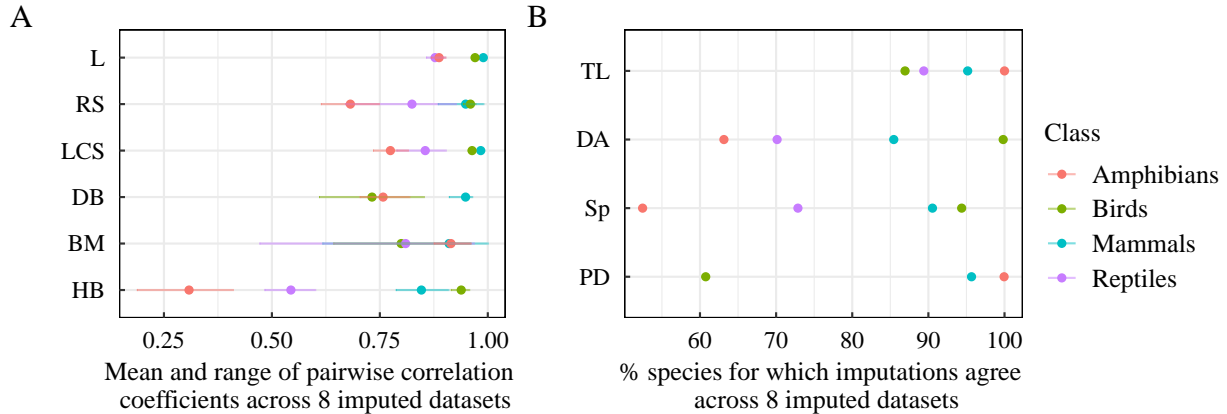 A
L
RS
LCS
DB
BM
HB
0.25 0.50 0.75 1.00
Mean and range of pairwise correlation
coefficients across 8 imputed datasets
B
TL
DA
Sp
PD
60 70 80 90 100
% species for which imputations agree
across 8 imputed datasets
Class
Amphibians
Birds
Mammals
Reptiles